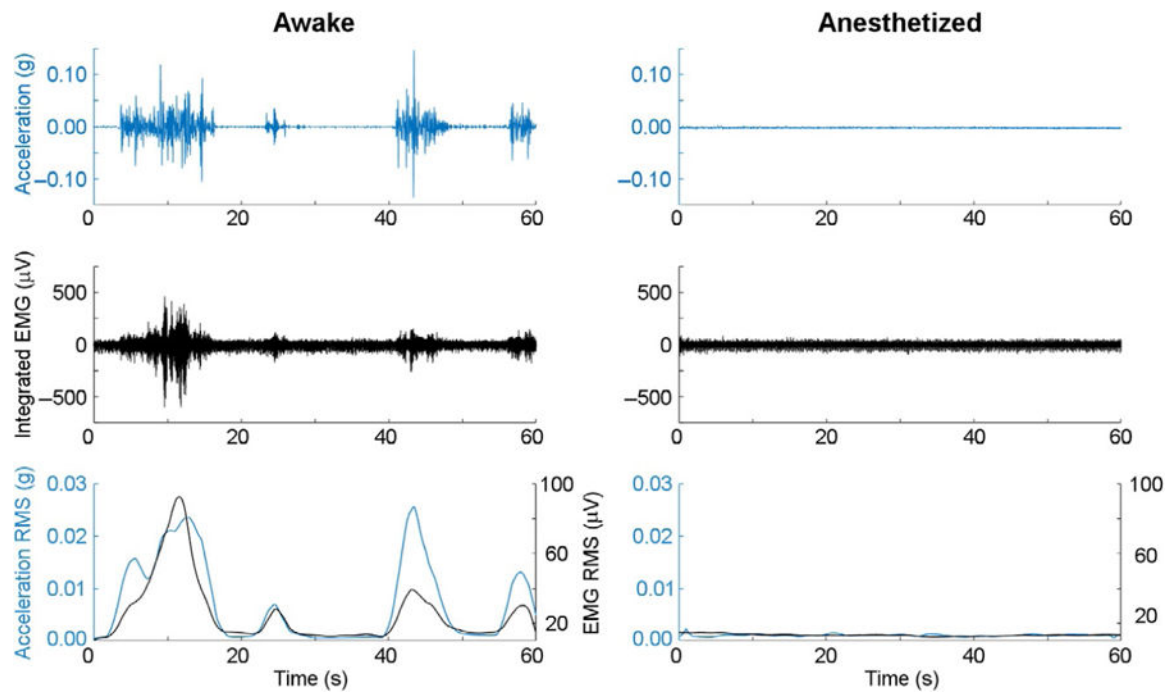 Awake
Anesthetized
Acceleration (g)
0.10
0.00
–0.10
0 20 40 60
0.10
0.00
–0.10
0 20 40 60
Integrated EMG (µV)
500
0
–500
0 20 40 60
500
0
–500
0 20 40 60
Acceleration RMS (g)
0.03
0.02
0.01
0.00
0 20 40 60
Time (s)
100
60
20
EMG RMS (µV)
0.03
0.02
0.01
0.00
0 20 40 60
Time (s)
100
60
20